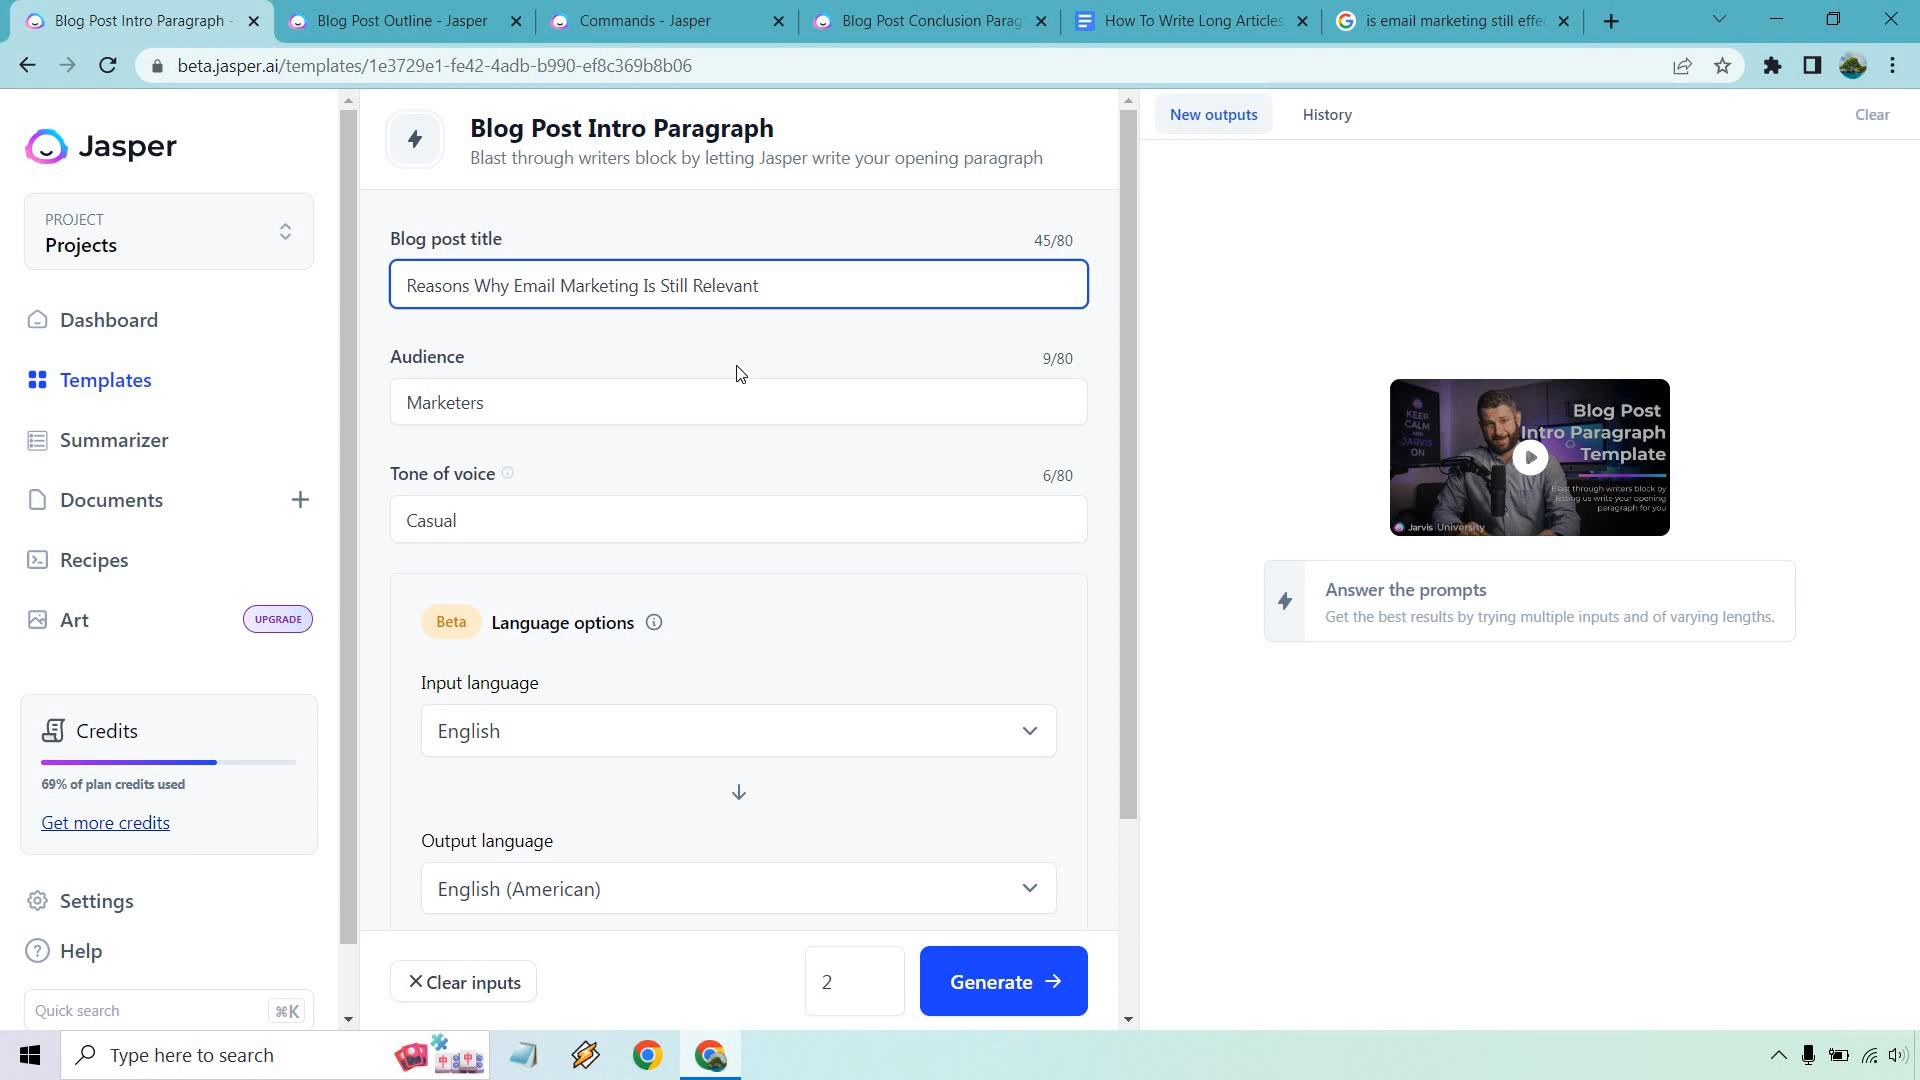 Blog Post Intro Paragraph -
Blog Post Outline - Jasper
Commands - Jasper
Blog Post Conclusion Parag
How To Write Long Articles
is email marketing still effe
beta.jasper.ai/templates/1e3729e1-fe42-4adb-b990-ef8c369b8b06
Jasper
PROJECT
Projects
Dashboard
Templates
Summarizer
Documents
Recipes
Art
UPGRADE
Credits
69% of plan credits used
Get more credits
Settings
Help
Quick search
⌘K
Blog Post Intro Paragraph
Blast through writers block by letting Jasper write your opening paragraph
Blog post title
45/80
Reasons Why Email Marketing Is Still Relevant
Audience
9/80
Marketers
Tone of voice
6/80
Casual
Beta
Language options
Input language
English
Output language
English (American)
Clear inputs
2
Generate
New outputs
History
Clear
KEEP
CALM
AND
JARVIS
ON
Blog Post
Intro Paragraph
Template
Blast through writers block by
letting us write your opening
paragraph for you
Jarvis University
Answer the prompts
Get the best results by trying multiple inputs and of varying lengths.
Type here to search